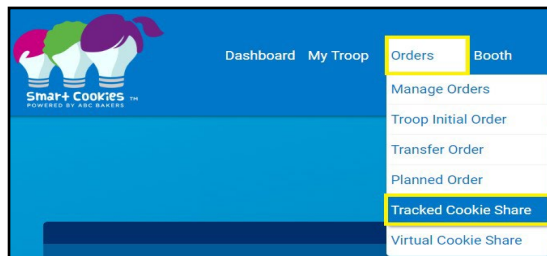 Dashboard My Troop Orders Booth
Smart Cookies TM
POWERED BY ABC BAKERS
Manage Orders
Troop Initial Order
Transfer Order
Planned Order
Tracked Cookie Share
Virtual Cookie Share